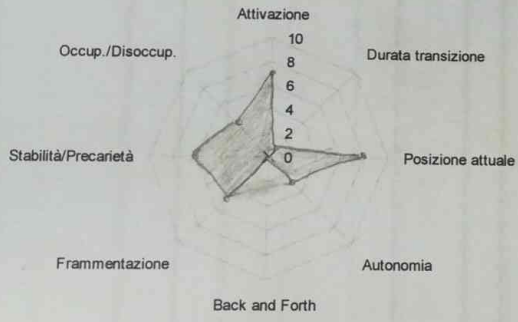 Attivazione
10
Occup./Disoccup.
8
Durata transizione
6
4
2
Stabilità/Precarietà
0
Posizione attuale
Frammentazione
Autonomia
Back and Forth